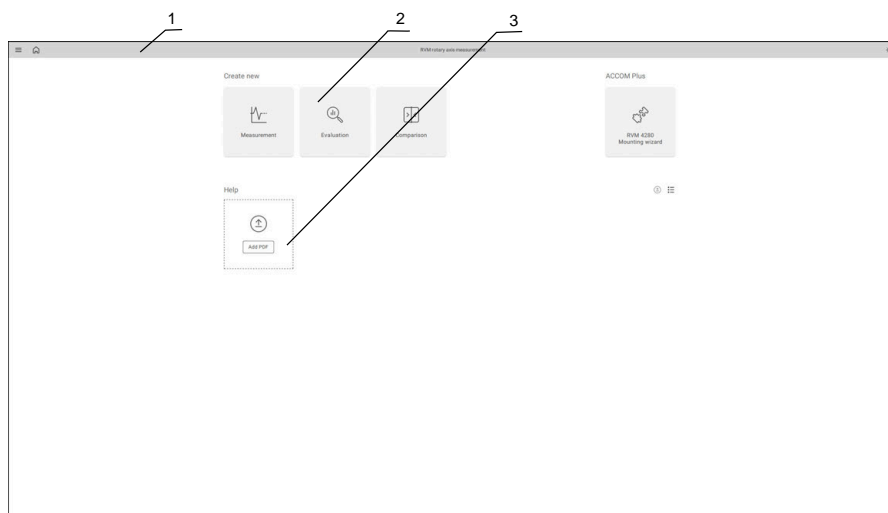 1
2
3
RVM rotary axis measurement
Create new
ACCOM Plus
Measurement
Evaluation
Comparison
RVM 4280
Mounting wizard
Help
Add PDF